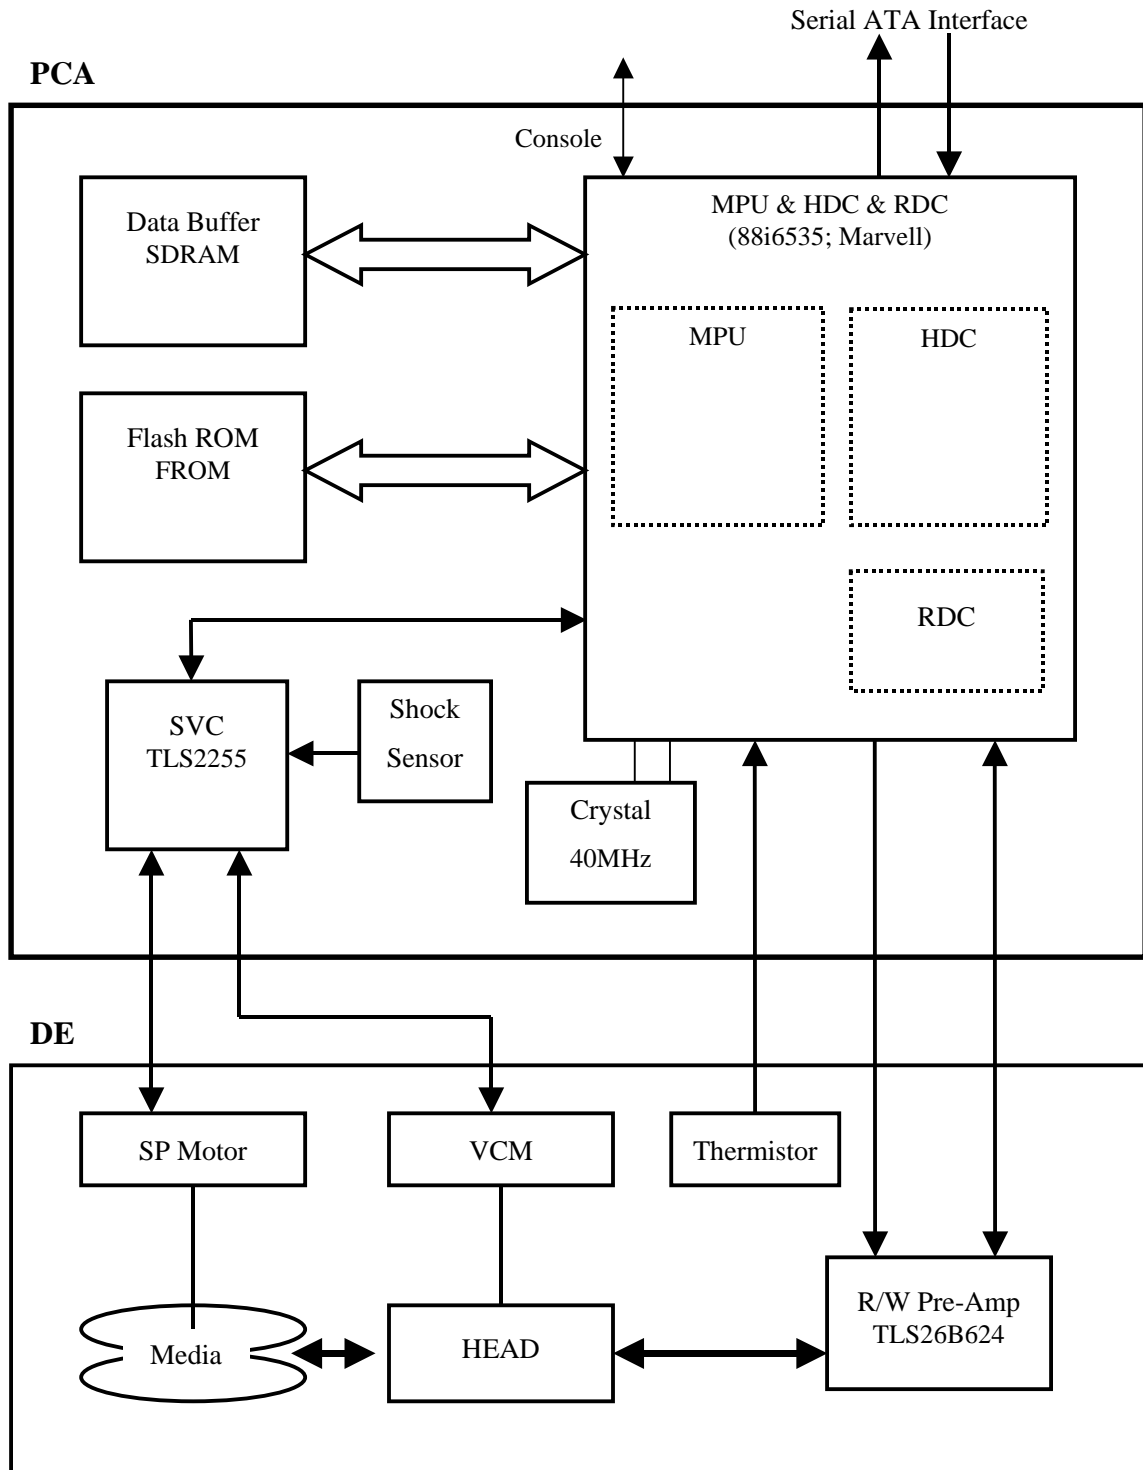 Serial ATA Interface
PCA
Console
Data Buffer
SDRAM
MPU & HDC & RDC
(88i6535; Marvell)
MPU
HDC
Flash ROM
FROM
RDC
SVC
TLS2255
Shock
Sensor
Crystal
40MHz
DE
SP Motor
VCM
Thermistor
R/W Pre-Amp
TLS26B624
Media
HEAD